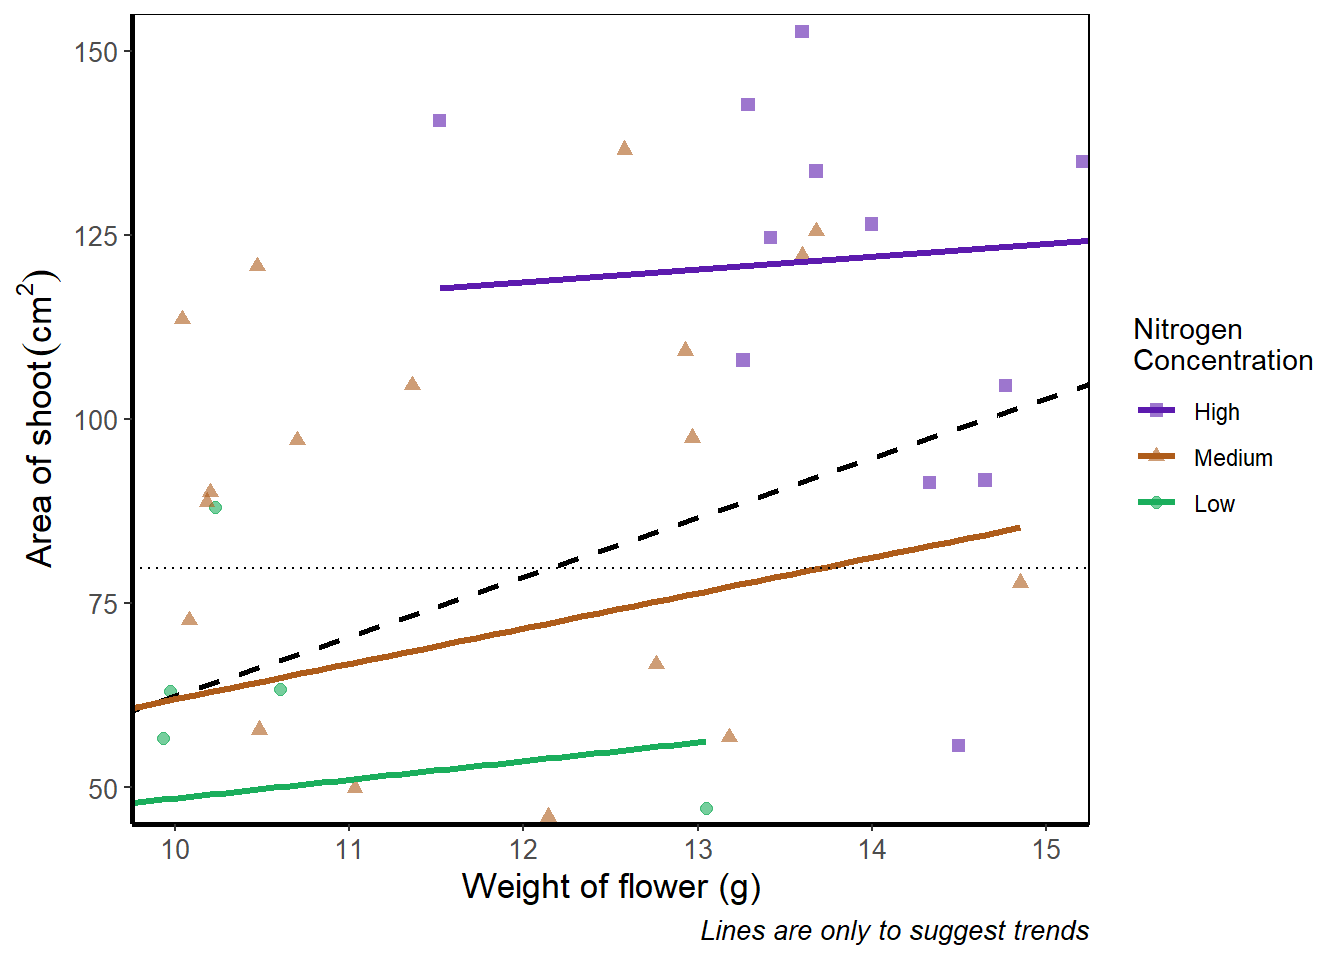 150
125
100
75
50
Area of shoot(cm²)
10 11 12 13 14 15
Weight of flower (g)
Lines are only to suggest trends
Nitrogen
Concentration
High
Medium
Low